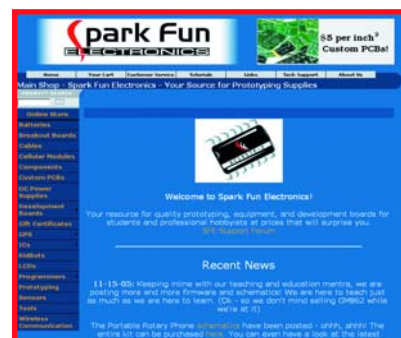 Spark Fun
ELECTRONICS
$5 per inch²
Custom PCBs!
Home Your Cart Customer Service Tutorials Links Tech Support About Us
Main Shop - Spark Fun Electronics - Your Source for Prototyping Supplies
PRODUCT SEARCH
Online Store
Batteries
Breakout Boards
Cables
Cellular Modules
Components
Custom PCBs
DC Power
Supplies
Development
Boards
Gift Certificates
GPS
ICs
KidBots
LCDs
Programmers
Prototyping
Sensors
Tools
Wireless
Communication
Welcome to Spark Fun Electronics!
Your resource for quality prototyping, equipment, and development boards for
students and professional hobbyists at prices that will surprise you.
SFE Support Forum
Recent News
11-15-05: Keeping inline with our teaching and education mantra, we are
posting more and more firmware and schematics! We are here to teach just
as much as we are here to learn. (Ok - so we don't mind selling GM862 while
we're at it)
The Portable Rotary Phone schematics have been posted - uhhh, ahhh! The
entire kit can be purchased here. You can even have a look at the latest